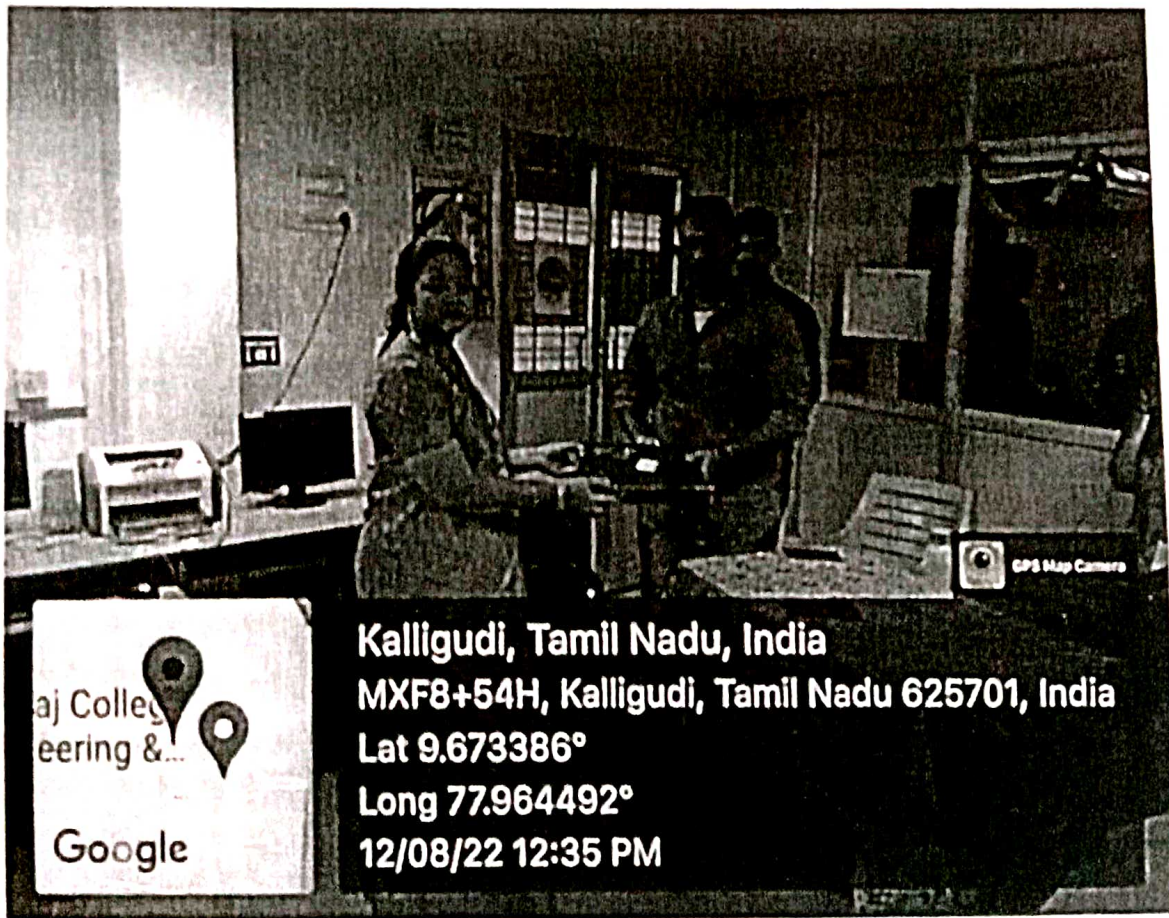 GPS Map Camera
aj Colleg
eering &...
Google
Kalligudi, Tamil Nadu, India
MXF8+54H, Kalligudi, Tamil Nadu 625701, India
Lat 9.673386°
Long 77.964492°
12/08/22 12:35 PM